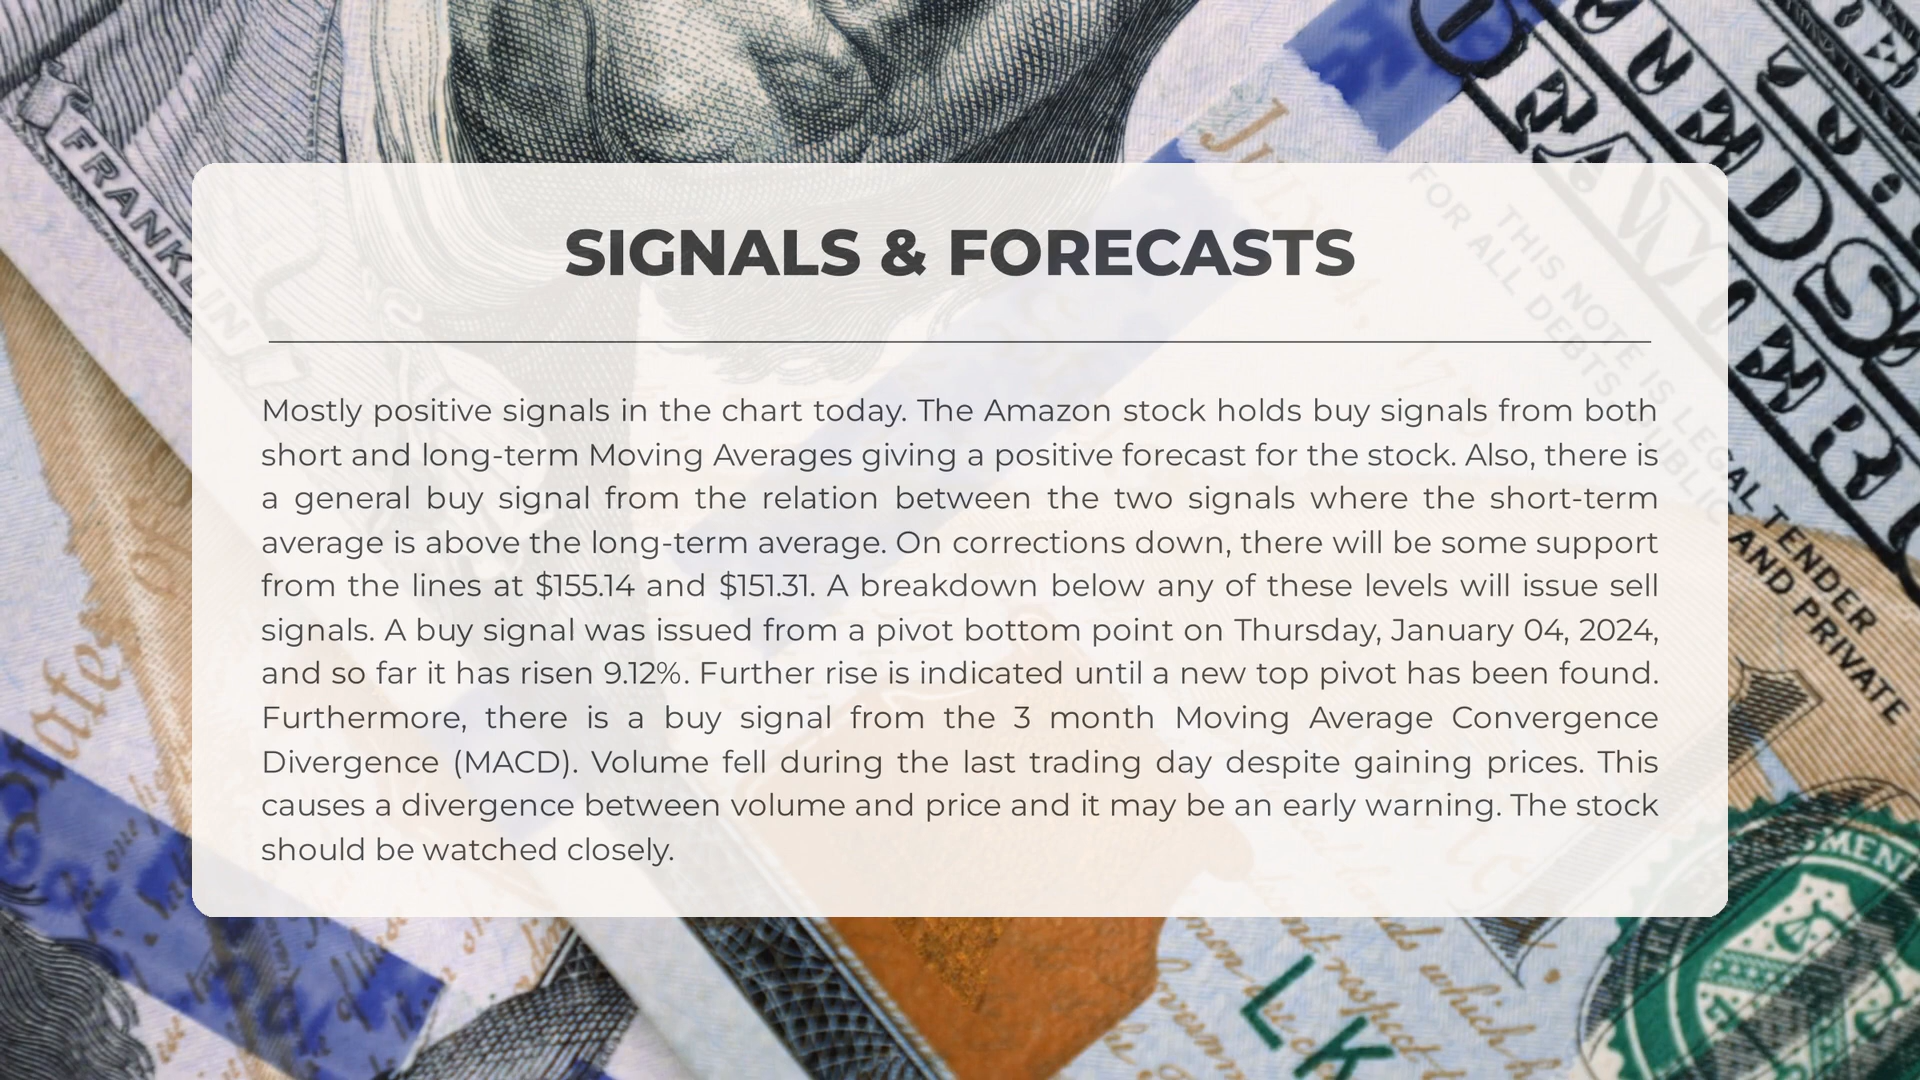 FRANKLIN
JULY 4, 17
THIS NOTE IS LEGAL TENDER
FOR ALL DEBTS, PUBLIC AND PRIVATE
SIGNALS & FORECASTS
Mostly positive signals in the chart today. The Amazon stock holds buy signals from both
short and long-term Moving Averages giving a positive forecast for the stock. Also, there is
a general buy signal from the relation between the two signals where the short-term
average is above the long-term average. On corrections down, there will be some support
from the lines at $155.14 and $151.31. A breakdown below any of these levels will issue sell
signals. A buy signal was issued from a pivot bottom point on Thursday, January 04, 2024,
and so far it has risen 9.12%. Further rise is indicated until a new top pivot has been found.
Furthermore, there is a buy signal from the 3 month Moving Average Convergence
Divergence (MACD). Volume fell during the last trading day despite gaining prices. This
causes a divergence between volume and price and it may be an early warning. The stock
should be watched closely.
L K